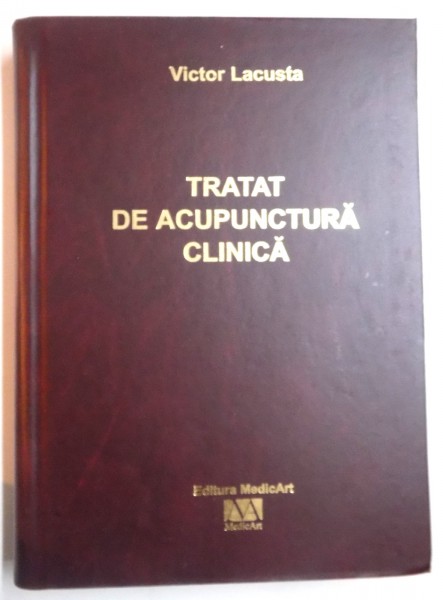 Victor Lacusta
TRATAT
DE ACUPUNCTURĂ
CLINICĂ
Editura MedicArt
MedicArt